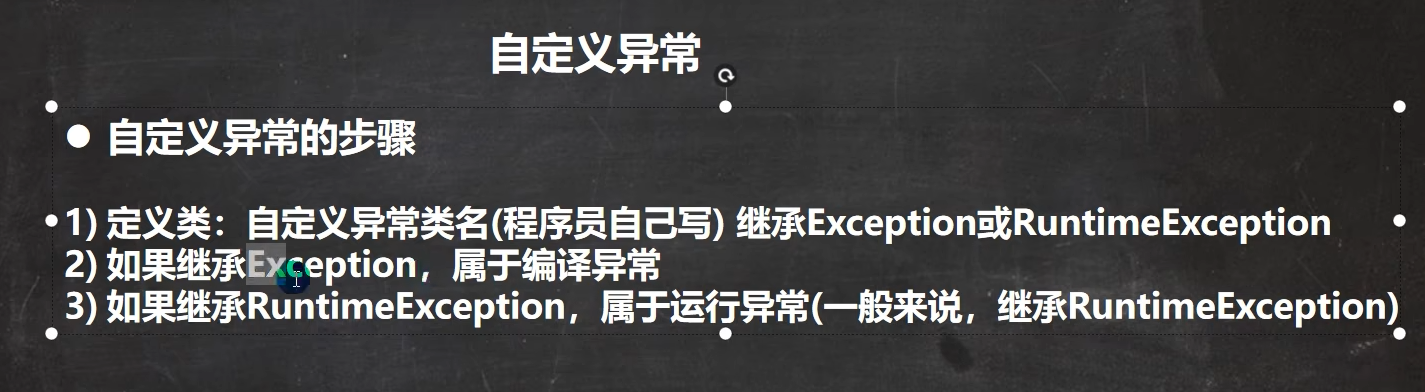 自定义异常
● 自定义异常的步骤
1) 定义类：自定义异常类名(程序员自己写) 继承Exception或RuntimeException
2) 如果继承Exception，属于编译异常
3) 如果继承RuntimeException，属于运行异常(一般来说，继承RuntimeException)